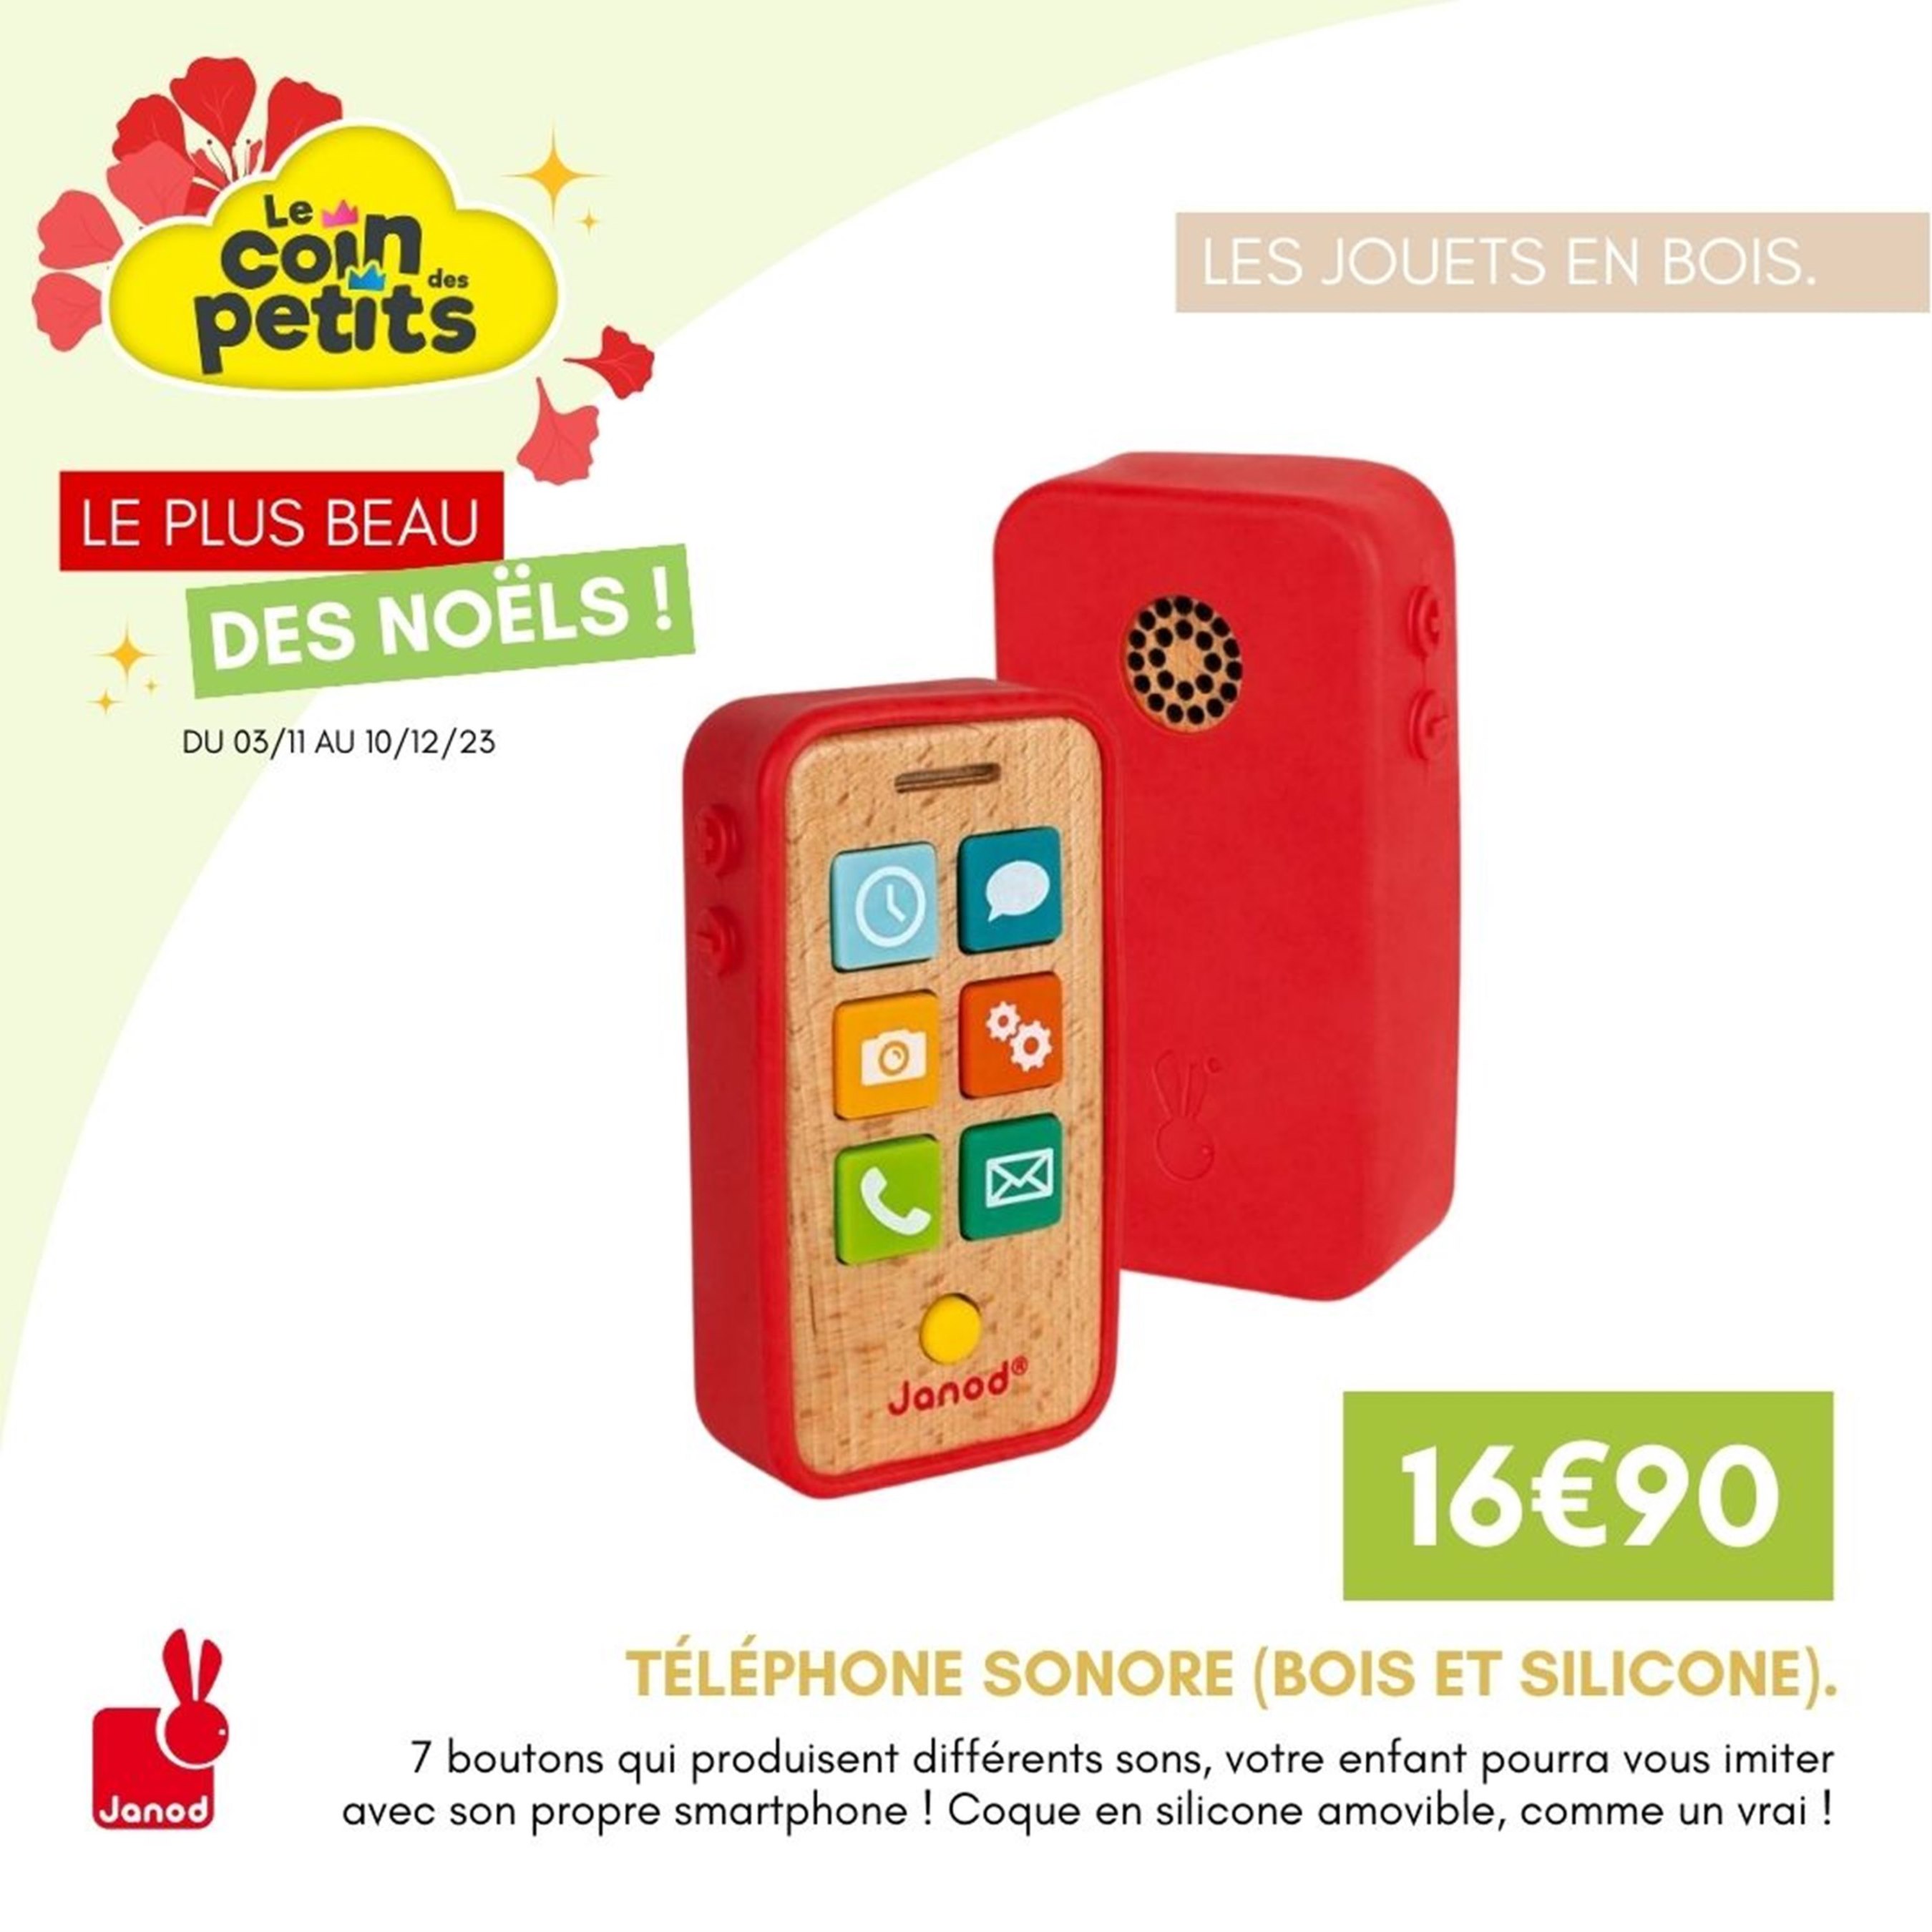 Le
coin
des
petits
LES JOUETS EN BOIS.
LE PLUS BEAU
DES NOËLS !
DU 03/11 AU 10/12/23
Janod®
16€90
TÉLÉPHONE SONORE (BOIS ET SILICONE).
7 boutons qui produisent différents sons, votre enfant pourra vous imiter
avec son propre smartphone ! Coque en silicone amovible, comme un vrai !
Janod